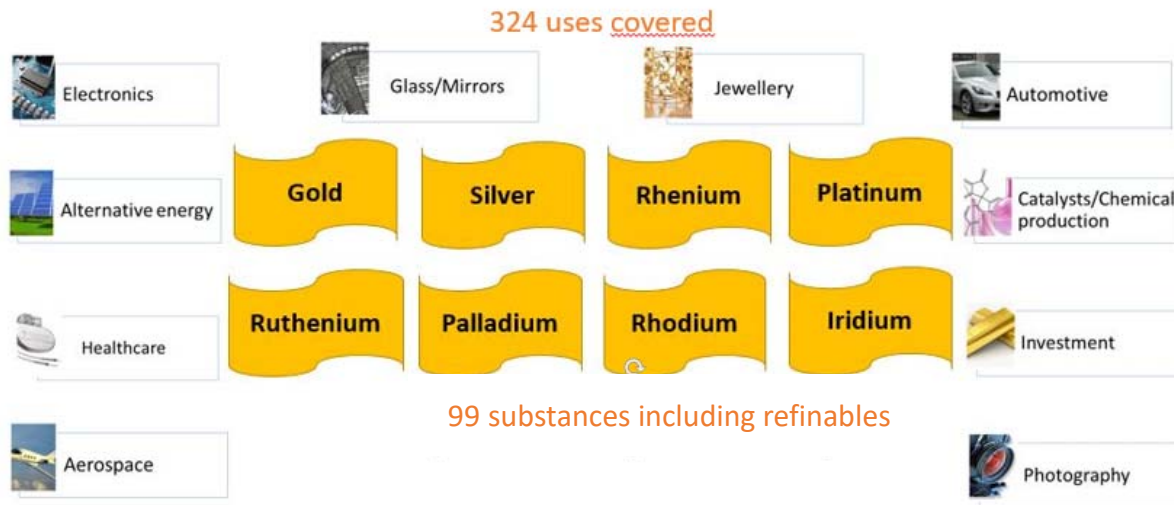 324 uses covered
Electronics
Glass/Mirrors
Jewellery
Automotive
Gold
Silver
Rhenium
Platinum
Alternative energy
Catalysts/Chemical
production
Ruthenium
Palladium
Rhodium
Iridium
Healthcare
Investment
99 substances including refinables
Aerospace
Photography